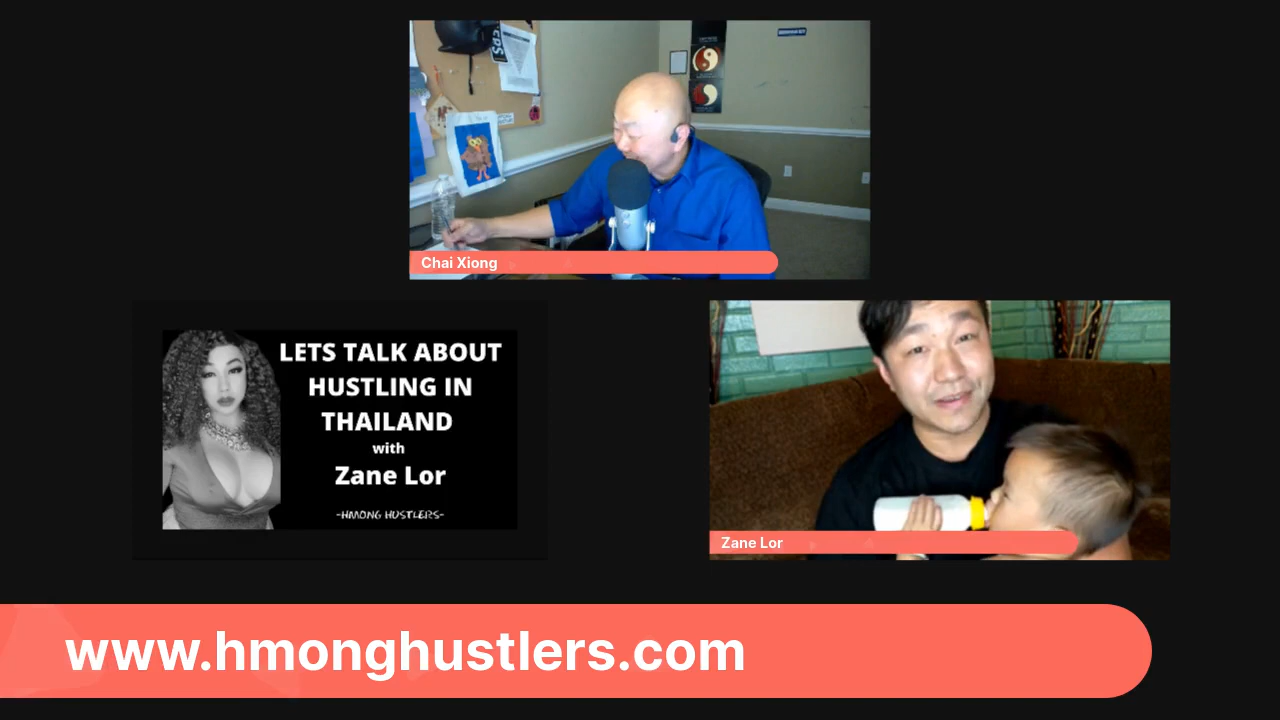 Chai Xiong
LETS TALK ABOUT
HUSTLING IN
THAILAND
with
Zane Lor
-HMONG HUSTLERS-
Zane Lor
www.hmonghustlers.com